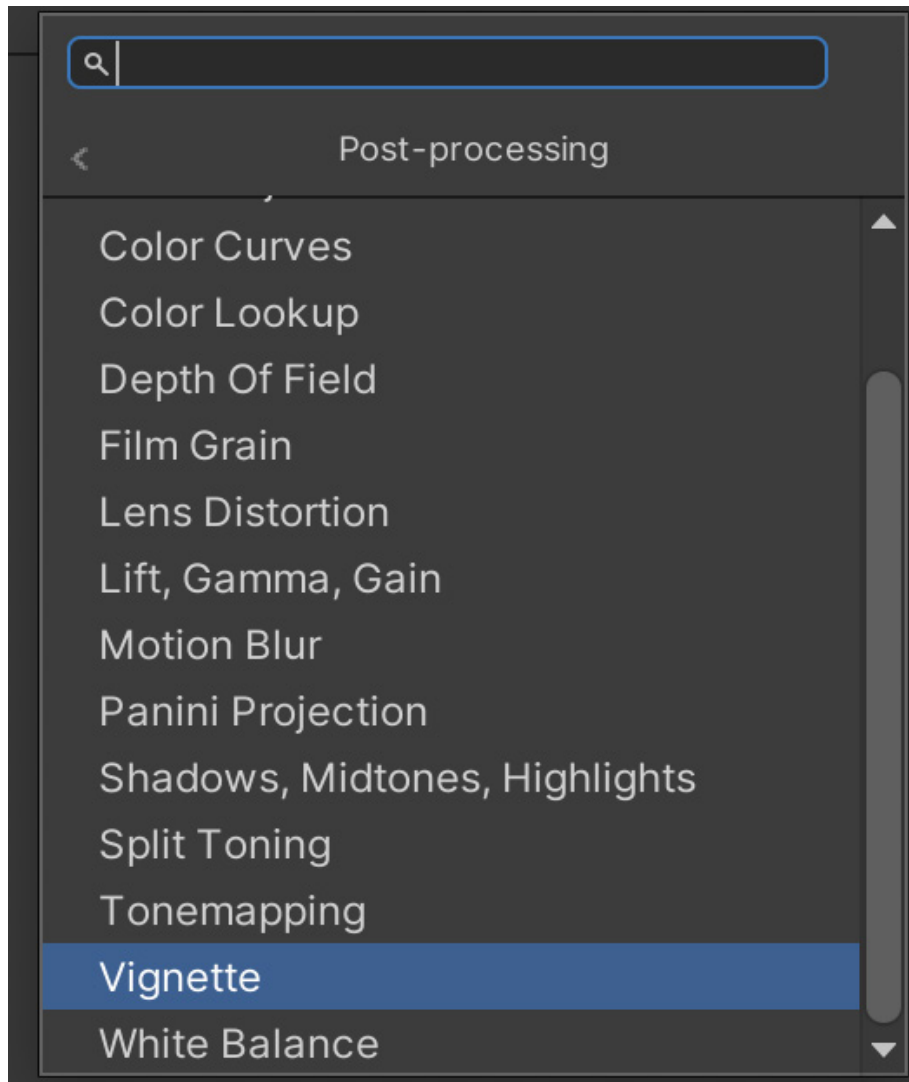 Post-processing
Color Curves
Color Lookup
Depth Of Field
Film Grain
Lens Distortion
Lift, Gamma, Gain
Motion Blur
Panini Projection
Shadows, Midtones, Highlights
Split Toning
Tonemapping
Vignette
White Balance